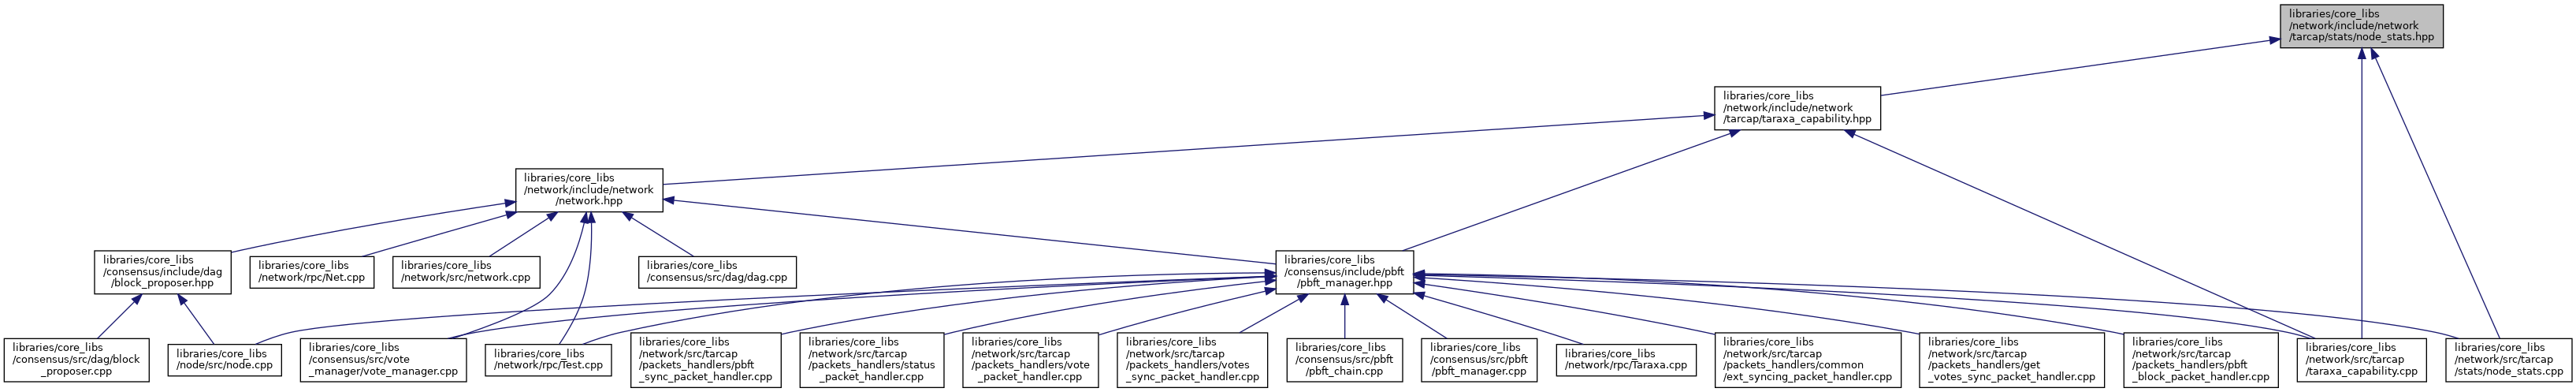 libraries/core_libs
/network/include/network
/tarcap/stats/node_stats.hpp
libraries/core_libs
/network/include/network
/tarcap/taraxa_capability.hpp
libraries/core_libs
/network/include/network
/network.hpp
libraries/core_libs
/consensus/include/dag
/block_proposer.hpp
libraries/core_libs
/network/rpc/Net.cpp
libraries/core_libs
/network/src/network.cpp
libraries/core_libs
/consensus/src/dag/dag.cpp
libraries/core_libs
/consensus/include/pbft
/pbft_manager.hpp
libraries/core_libs
/consensus/src/dag/block
_proposer.cpp
libraries/core_libs
/node/src/node.cpp
libraries/core_libs
/consensus/src/vote
_manager/vote_manager.cpp
libraries/core_libs
/network/rpc/Test.cpp
libraries/core_libs
/network/src/tarcap
/packets_handlers/pbft
_sync_packet_handler.cpp
libraries/core_libs
/network/src/tarcap
/packets_handlers/status
_packet_handler.cpp
libraries/core_libs
/network/src/tarcap
/packets_handlers/vote
_packet_handler.cpp
libraries/core_libs
/network/src/tarcap
/packets_handlers/votes
_sync_packet_handler.cpp
libraries/core_libs
/consensus/src/pbft
/pbft_chain.cpp
libraries/core_libs
/consensus/src/pbft
/pbft_manager.cpp
libraries/core_libs
/network/rpc/Taraxa.cpp
libraries/core_libs
/network/src/tarcap
/packets_handlers/common
/ext_syncing_packet_handler.cpp
libraries/core_libs
/network/src/tarcap
/packets_handlers/get
_votes_sync_packet_handler.cpp
libraries/core_libs
/network/src/tarcap
/packets_handlers/pbft
_block_packet_handler.cpp
libraries/core_libs
/network/src/tarcap
/taraxa_capability.cpp
libraries/core_libs
/network/src/tarcap
/stats/node_stats.cpp